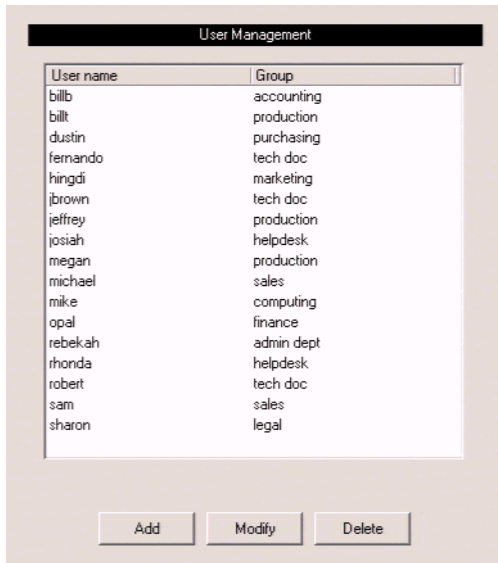 User Management
User name Group
billb accounting
billt production
dustin purchasing
fernando tech doc
hingdi marketing
jbrown tech doc
jeffrey production
josiah helpdesk
megan production
michael sales
mike computing
opal finance
rebekah admin dept
rhonda helpdesk
robert tech doc
sam sales
sharon legal
Add Modify Delete